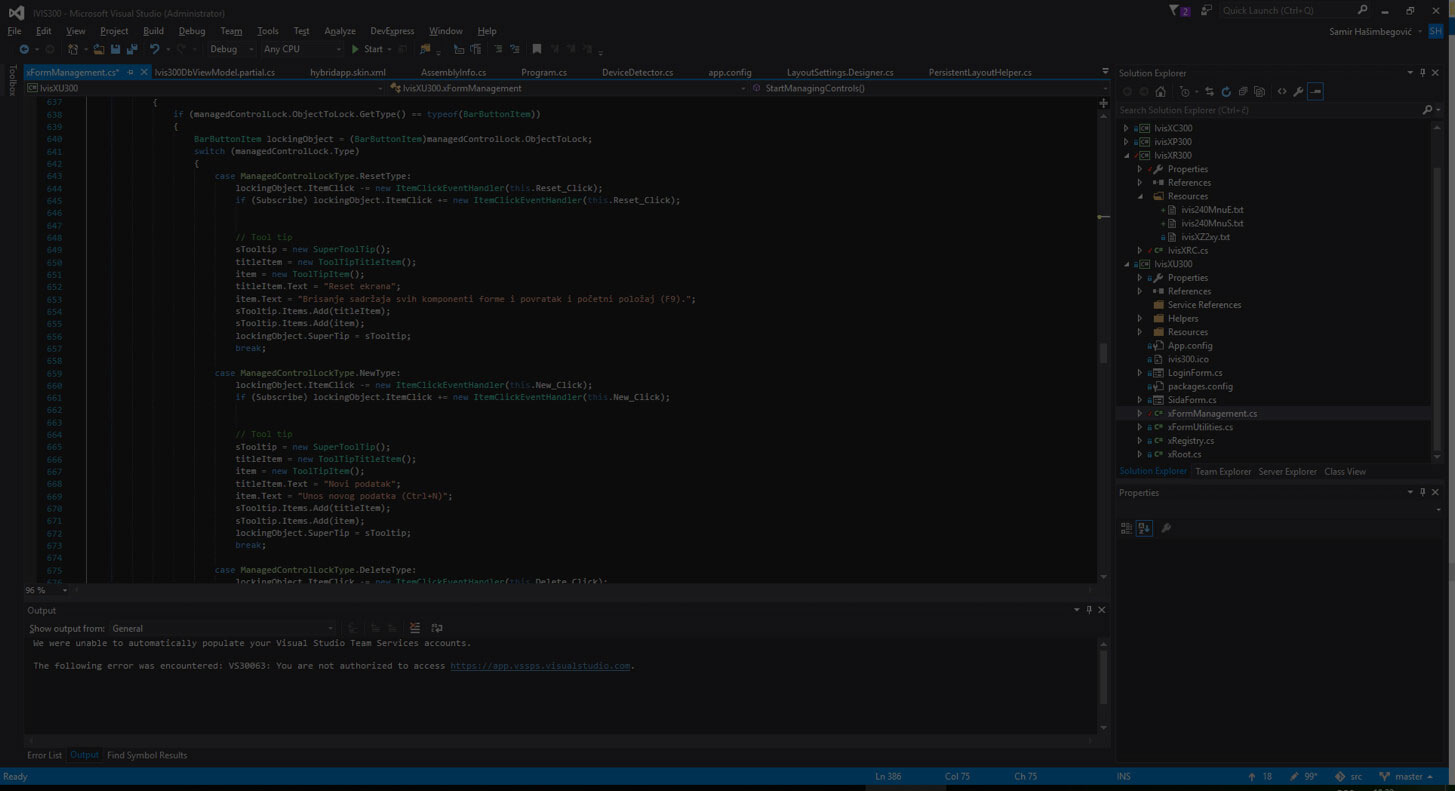 IVIS300 - Microsoft Visual Studio (Administrator)
2
Quick Launch (Ctrl+Q)
File Edit View Project Build Debug Team Tools Test Analyze DevExpress Window Help
Samir Hašimbegović SH
Debug Any CPU Start
Toolbox
xFormManagement.cs* Ivis300DbViewModel.partial.cs hybridapp.skin.xml AssemblyInfo.cs Program.cs DeviceDetector.cs app.config LayoutSettings.Designer.cs PersistentLayoutHelper.cs
IvisXU300 IvisXU300.xFormManagement StartManagingControls()
637 {
638 if (managedControlLock.ObjectToLock.GetType() == typeof(BarButtonItem))
639 {
640 BarButtonItem lockingObject = (BarButtonItem)managedControlLock.ObjectToLock;
641 switch (managedControlLock.Type)
642 {
643 case ManagedControlLockType.ResetType:
644 lockingObject.ItemClick -= new ItemClickEventHandler(this.Reset_Click);
645 if (Subscribe) lockingObject.ItemClick += new ItemClickEventHandler(this.Reset_Click);
646
647
648 // Tool tip
649 sTooltip = new SuperToolTip();
650 titleItem = new ToolTipTitleItem();
651 item = new ToolTipItem();
652 titleItem.Text = "Reset ekrana";
653 item.Text = "Brisanje sadržaja svih komponenti forme i povratak i početni položaj (F9).";
654 sTooltip.Items.Add(titleItem);
655 sTooltip.Items.Add(item);
656 lockingObject.SuperTip = sTooltip;
657 break;
658
659 case ManagedControlLockType.NewType:
660 lockingObject.ItemClick -= new ItemClickEventHandler(this.New_Click);
661 if (Subscribe) lockingObject.ItemClick += new ItemClickEventHandler(this.New_Click);
662
663
664 // Tool tip
665 sTooltip = new SuperToolTip();
666 titleItem = new ToolTipTitleItem();
667 item = new ToolTipItem();
668 titleItem.Text = "Novi podatak";
669 item.Text = "Unos novog podatka (Ctrl+N)";
670 sTooltip.Items.Add(titleItem);
671 sTooltip.Items.Add(item);
672 lockingObject.SuperTip = sTooltip;
673 break;
674
675 case ManagedControlLockType.DeleteType:
676 lockingObject.ItemClick -= new ItemClickEventHandler(this.Delete_Click);
96 %
Output
Show output from: General
We were unable to automatically populate your Visual Studio Team Services accounts.
The following error was encountered: VS30063: You are not authorized to access https://app.vssps.visualstudio.com.
Error List Output Find Symbol Results
Solution Explorer
Search Solution Explorer (Ctrl+č)
IvisXC300
ivisXP300
IvisXR300
Properties
References
Resources
ivis240MnuE.txt
ivis240MnuS.txt
ivisXZ2xy.txt
IvisXRC.cs
IvisXU300
Properties
References
Service References
Helpers
Resources
App.config
ivis300.ico
LoginForm.cs
packages.config
SidaForm.cs
xFormManagement.cs
xFormUtilities.cs
xRegistry.cs
xRoot.cs
Solution Explorer Team Explorer Server Explorer Class View
Properties
Ready Ln 386 Col 75 Ch 75 INS 18 99* src master